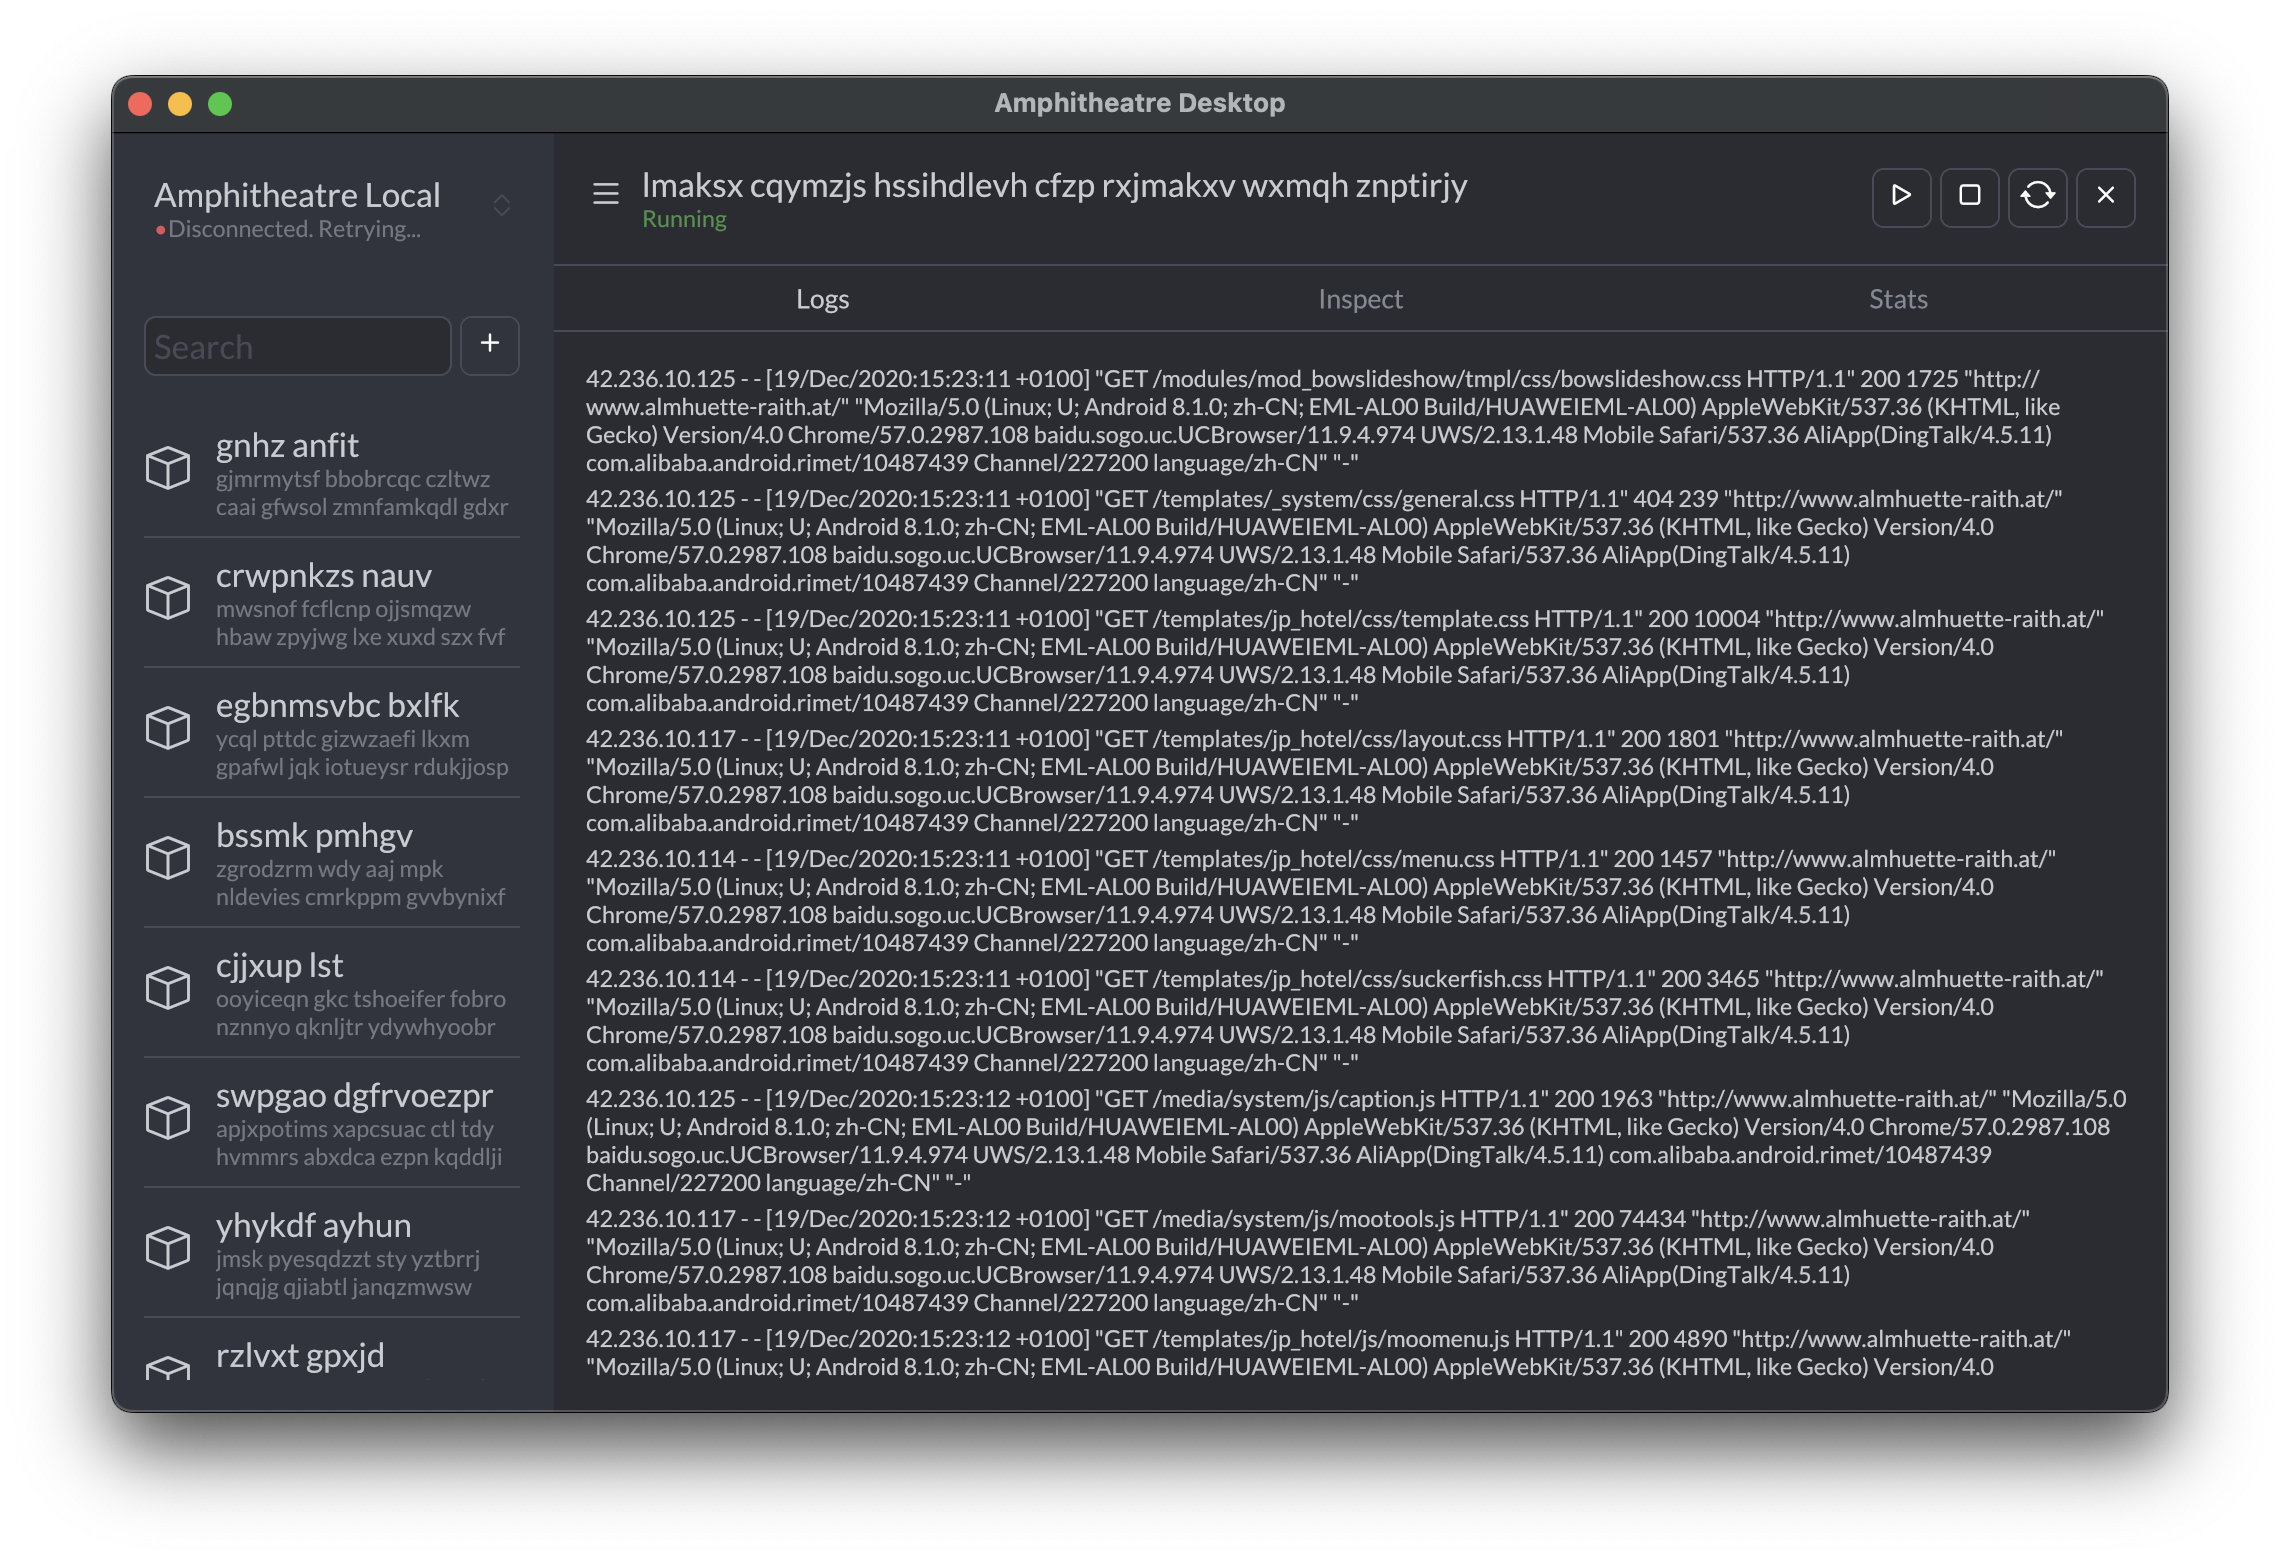 Amphitheatre Desktop
Amphitheatre Local
Disconnected. Retrying...
Search
+
gnhz anfit
gjmrmytsf bbobrcqc czltwz
caai gfwsol zmnfamkqdl gdxr
crwpnkzs nauv
mwsnof fcflcnp ojjsmqzw
hbaw zpyjwg lxe xuxd szx fvf
egbnmsvbc bxlfk
ycql pttdc gizwzaefi lkxm
gpafwl jqk iotueysr rdukjjosp
bssmk pmhgv
zgrodzrm wdy aaj mpk
nldevies cmrkppm gvvbynixf
cjjxup lst
ooyiceqn gkc tshoeifer fobro
nznnyo qknljtr ydywhyoobr
swpgao dgfrvoezpr
apjxpotims xapcsuac ctl tdy
hvmmrs abxdca ezpn kqddlji
yhykdf ayhun
jmsk pyesqdzzt sty yztbrrj
jqnqjg qjiabtl janqzmwsw
rzlvxt gpxjd
lmaksx cqymzjs hssihdlevh cfzp rxjmakxv wxmqh znptirjy
Running
Logs
Inspect
Stats
42.236.10.125 - - [19/Dec/2020:15:23:11 +0100] "GET /modules/mod_bowslideshow/tmpl/css/bowslideshow.css HTTP/1.1" 200 1725 "http://
www.almhuette-raith.at/" "Mozilla/5.0 (Linux; U; Android 8.1.0; zh-CN; EML-AL00 Build/HUAWEIEML-AL00) AppleWebKit/537.36 (KHTML, like
Gecko) Version/4.0 Chrome/57.0.2987.108 baidu.sogo.uc.UCBrowser/11.9.4.974 UWS/2.13.1.48 Mobile Safari/537.36 AliApp(DingTalk/4.5.11)
com.alibaba.android.rimet/10487439 Channel/227200 language/zh-CN" "-"
42.236.10.125 - - [19/Dec/2020:15:23:11 +0100] "GET /templates/_system/css/general.css HTTP/1.1" 404 239 "http://www.almhuette-raith.at/"
"Mozilla/5.0 (Linux; U; Android 8.1.0; zh-CN; EML-AL00 Build/HUAWEIEML-AL00) AppleWebKit/537.36 (KHTML, like Gecko) Version/4.0
Chrome/57.0.2987.108 baidu.sogo.uc.UCBrowser/11.9.4.974 UWS/2.13.1.48 Mobile Safari/537.36 AliApp(DingTalk/4.5.11)
com.alibaba.android.rimet/10487439 Channel/227200 language/zh-CN" "-"
42.236.10.125 - - [19/Dec/2020:15:23:11 +0100] "GET /templates/jp_hotel/css/template.css HTTP/1.1" 200 10004 "http://www.almhuette-raith.at/"
"Mozilla/5.0 (Linux; U; Android 8.1.0; zh-CN; EML-AL00 Build/HUAWEIEML-AL00) AppleWebKit/537.36 (KHTML, like Gecko) Version/4.0
Chrome/57.0.2987.108 baidu.sogo.uc.UCBrowser/11.9.4.974 UWS/2.13.1.48 Mobile Safari/537.36 AliApp(DingTalk/4.5.11)
com.alibaba.android.rimet/10487439 Channel/227200 language/zh-CN" "-"
42.236.10.117 - - [19/Dec/2020:15:23:11 +0100] "GET /templates/jp_hotel/css/layout.css HTTP/1.1" 200 1801 "http://www.almhuette-raith.at/"
"Mozilla/5.0 (Linux; U; Android 8.1.0; zh-CN; EML-AL00 Build/HUAWEIEML-AL00) AppleWebKit/537.36 (KHTML, like Gecko) Version/4.0
Chrome/57.0.2987.108 baidu.sogo.uc.UCBrowser/11.9.4.974 UWS/2.13.1.48 Mobile Safari/537.36 AliApp(DingTalk/4.5.11)
com.alibaba.android.rimet/10487439 Channel/227200 language/zh-CN" "-"
42.236.10.114 - - [19/Dec/2020:15:23:11 +0100] "GET /templates/jp_hotel/css/menu.css HTTP/1.1" 200 1457 "http://www.almhuette-raith.at/"
"Mozilla/5.0 (Linux; U; Android 8.1.0; zh-CN; EML-AL00 Build/HUAWEIEML-AL00) AppleWebKit/537.36 (KHTML, like Gecko) Version/4.0
Chrome/57.0.2987.108 baidu.sogo.uc.UCBrowser/11.9.4.974 UWS/2.13.1.48 Mobile Safari/537.36 AliApp(DingTalk/4.5.11)
com.alibaba.android.rimet/10487439 Channel/227200 language/zh-CN" "-"
42.236.10.114 - - [19/Dec/2020:15:23:11 +0100] "GET /templates/jp_hotel/css/suckerfish.css HTTP/1.1" 200 3465 "http://www.almhuette-raith.at/"
"Mozilla/5.0 (Linux; U; Android 8.1.0; zh-CN; EML-AL00 Build/HUAWEIEML-AL00) AppleWebKit/537.36 (KHTML, like Gecko) Version/4.0
Chrome/57.0.2987.108 baidu.sogo.uc.UCBrowser/11.9.4.974 UWS/2.13.1.48 Mobile Safari/537.36 AliApp(DingTalk/4.5.11)
com.alibaba.android.rimet/10487439 Channel/227200 language/zh-CN" "-"
42.236.10.125 - - [19/Dec/2020:15:23:12 +0100] "GET /media/system/js/caption.js HTTP/1.1" 200 1963 "http://www.almhuette-raith.at/" "Mozilla/5.0
(Linux; U; Android 8.1.0; zh-CN; EML-AL00 Build/HUAWEIEML-AL00) AppleWebKit/537.36 (KHTML, like Gecko) Version/4.0 Chrome/57.0.2987.108
baidu.sogo.uc.UCBrowser/11.9.4.974 UWS/2.13.1.48 Mobile Safari/537.36 AliApp(DingTalk/4.5.11) com.alibaba.android.rimet/10487439
Channel/227200 language/zh-CN" "-"
42.236.10.117 - - [19/Dec/2020:15:23:12 +0100] "GET /media/system/js/mootools.js HTTP/1.1" 200 74434 "http://www.almhuette-raith.at/"
"Mozilla/5.0 (Linux; U; Android 8.1.0; zh-CN; EML-AL00 Build/HUAWEIEML-AL00) AppleWebKit/537.36 (KHTML, like Gecko) Version/4.0
Chrome/57.0.2987.108 baidu.sogo.uc.UCBrowser/11.9.4.974 UWS/2.13.1.48 Mobile Safari/537.36 AliApp(DingTalk/4.5.11)
com.alibaba.android.rimet/10487439 Channel/227200 language/zh-CN" "-"
42.236.10.117 - - [19/Dec/2020:15:23:12 +0100] "GET /templates/jp_hotel/js/moomenu.js HTTP/1.1" 200 4890 "http://www.almhuette-raith.at/"
"Mozilla/5.0 (Linux; U; Android 8.1.0; zh-CN; EML-AL00 Build/HUAWEIEML-AL00) AppleWebKit/537.36 (KHTML, like Gecko) Version/4.0